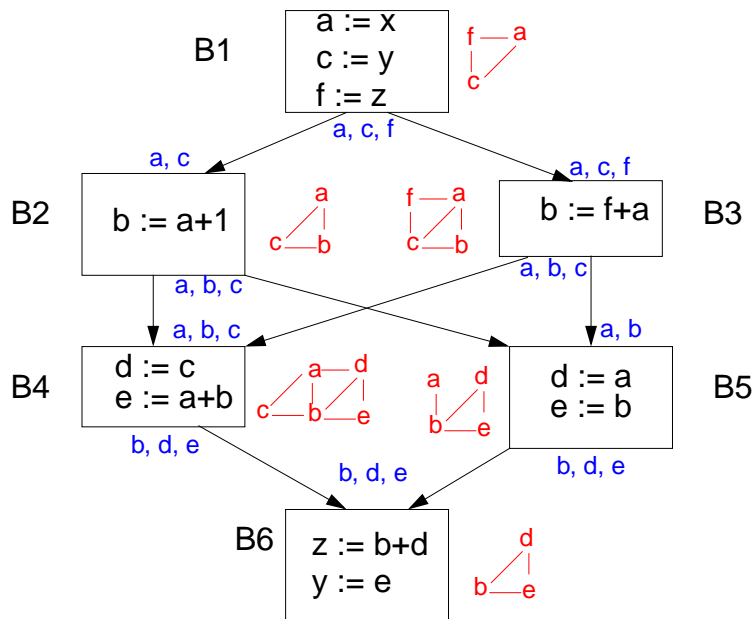 B1
a := x
c := y
f := z
f a
c
a, c, f
a, c
a, c, f
B2
b := a+1
a
c b
f a
c b
b := f+a
B3
a, b, c
a, b, c
a, b, c
a, b
B4
d := c
e := a+b
a d
c b e
a d
b e
d := a
e := b
B5
b, d, e
b, d, e
b, d, e
B6
z := b+d
y := e
d
b e